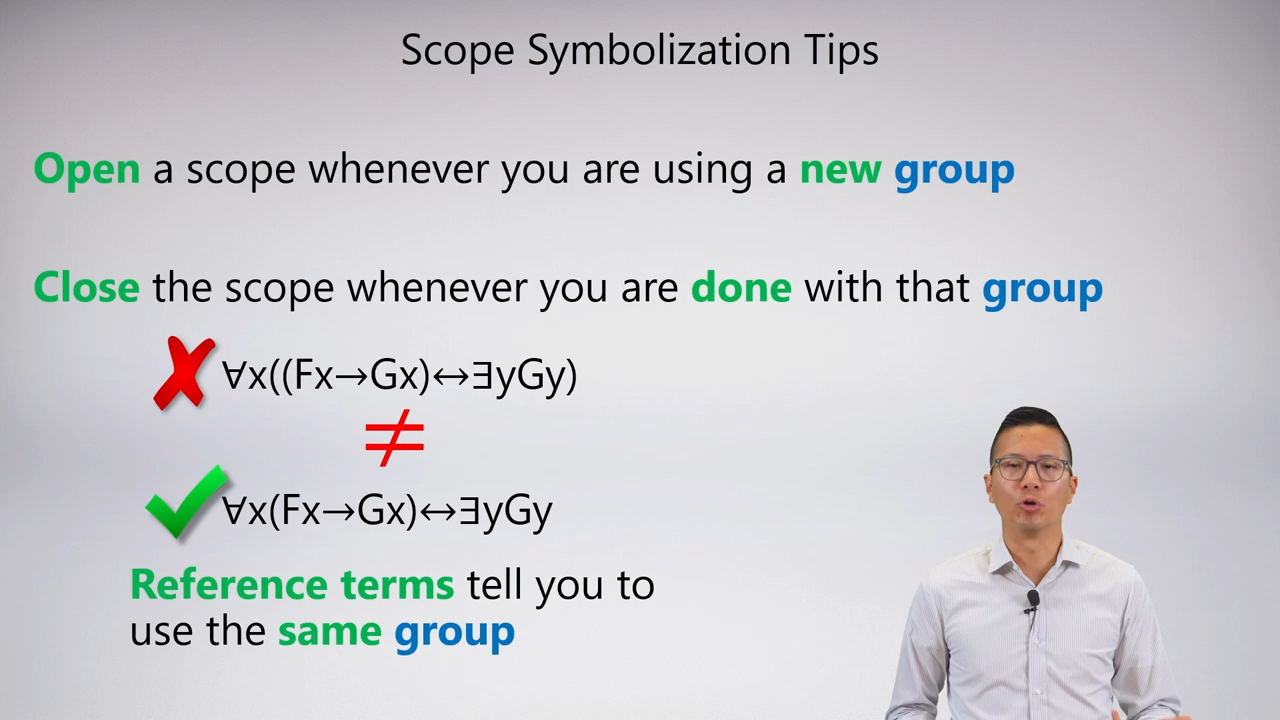 Scope Symbolization Tips
Open a scope whenever you are using a new group
Close the scope whenever you are done with that group
∀x((Fx→Gx)↔∃yGy)
≠
∀x(Fx→Gx)↔∃yGy
Reference terms tell you to
use the same group